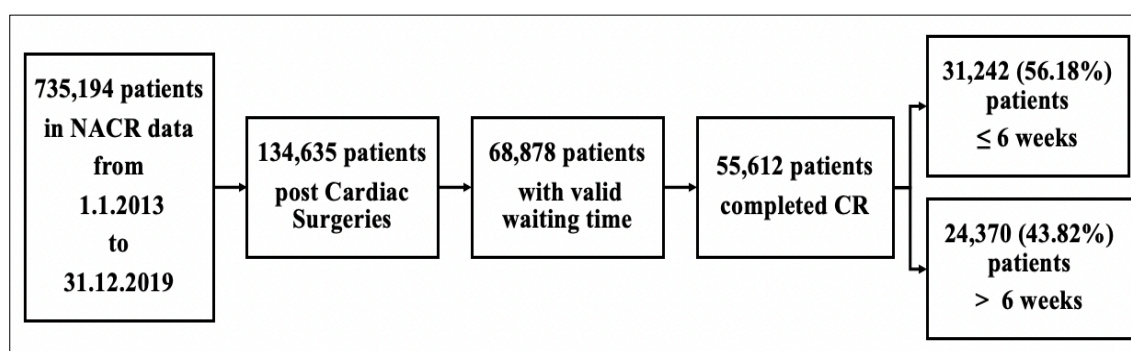 735,194 patients
in NACR data
from
1.1.2013
to
31.12.2019
134,635 patients
post Cardiac
Surgeries
68,878 patients
with valid
waiting time
55,612 patients
completed CR
31,242 (56.18%)
patients
≤ 6 weeks
24,370 (43.82%)
patients
> 6 weeks